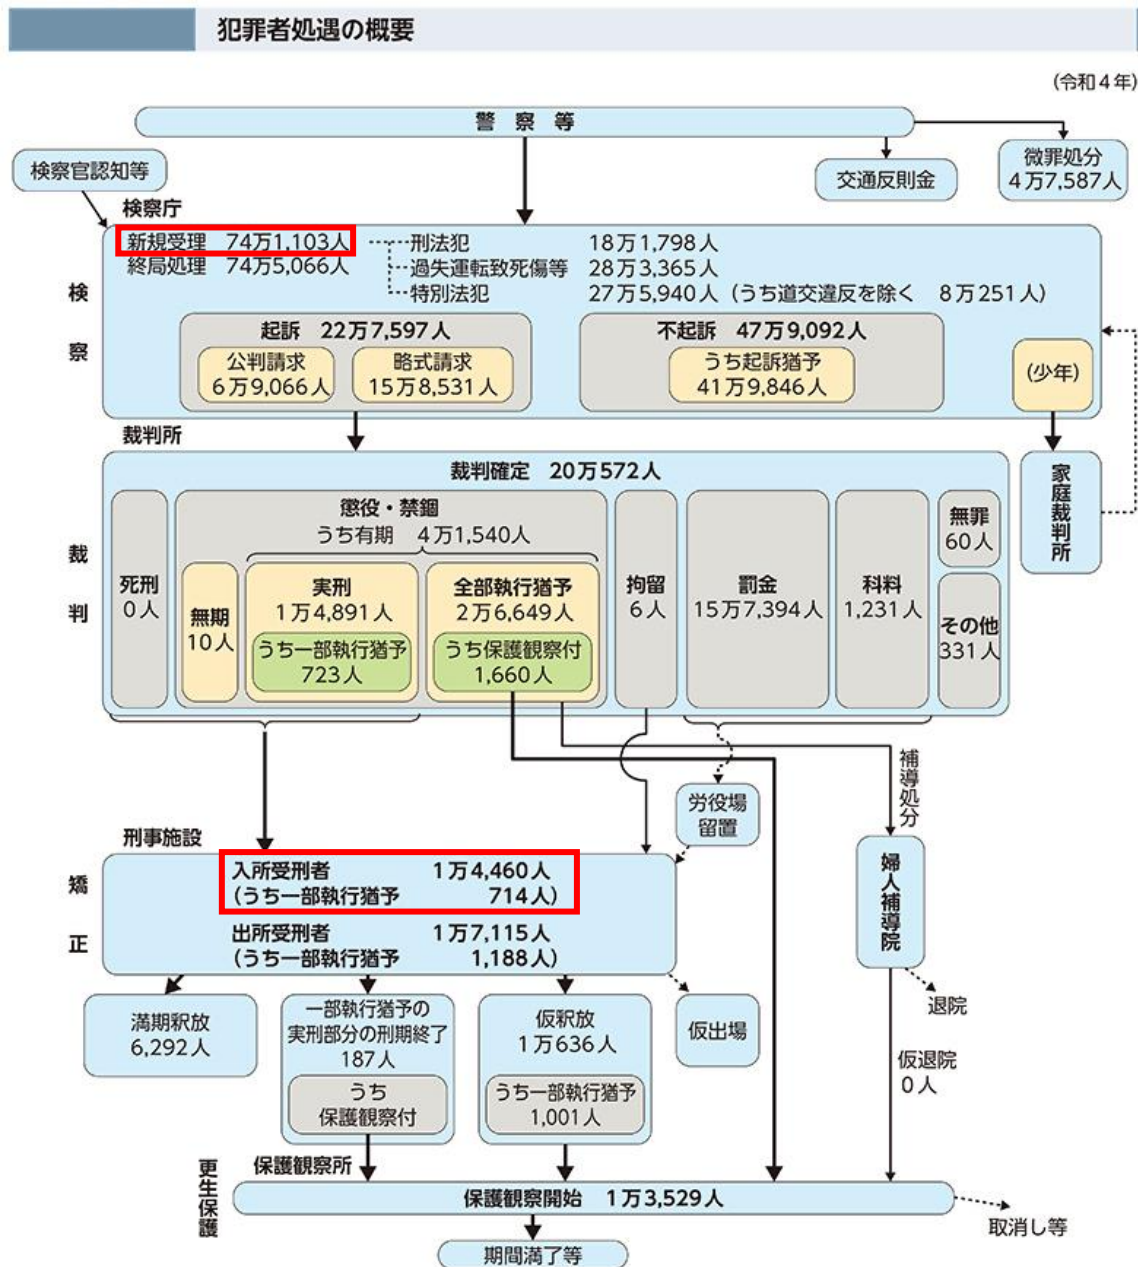 犯罪者処遇の概要
(令和4年)
警 察 等
検察官認知等
交通反則金
微罪処分
4万7,587人
検察庁
検 察
新規受理 74万1,103人
終局処理 74万5,066人
刑法犯 18万1,798人
過失運転致死傷等 28万3,365人
特別法犯 27万5,940人(うち道交違反を除く 8万251人)
起訴 22万7,597人
公判請求
6万9,066人
略式請求
15万8,531人
不起訴 47万9,092人
うち起訴猶予
41万9,846人
(少年)
家庭裁判所
裁判所
裁 判
裁判確定 20万572人
死刑
0人
懲役・禁錮
うち有期 4万1,540人
無期
10人
実刑
1万4,891人
うち一部執行猶予
723人
全部執行猶予
2万6,649人
うち保護観察付
1,660人
拘留
6人
罰金
15万7,394人
科料
1,231人
無罪
60人
その他
331人
労役場
留置
補導処分
婦人補導院
退院
仮退院
0人
刑事施設
矯 正
入所受刑者 1万4,460人
(うち一部執行猶予 714人)
出所受刑者 1万7,115人
(うち一部執行猶予 1,188人)
満期釈放
6,292人
一部執行猶予の
実刑部分の刑期終了
187人
うち
保護観察付
仮釈放
1万636人
うち一部執行猶予
1,001人
仮出場
更生保護
保護観察所
保護観察開始 1万3,529人
取消し等
期間満了等